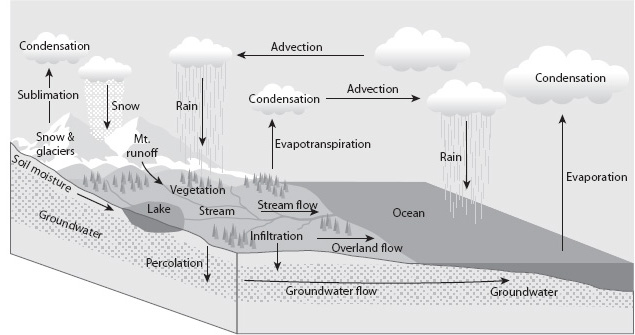 Condensation
Advection
Condensation
Sublimation
Snow
Rain
Condensation
Advection
Snow &
glaciers
Mt.
runoff
Evapotranspiration
Rain
Evaporation
Soil moisture
Vegetation
Lake
Stream
Stream flow
Ocean
Groundwater
Infiltration
Overland flow
Percolation
Groundwater flow
Groundwater